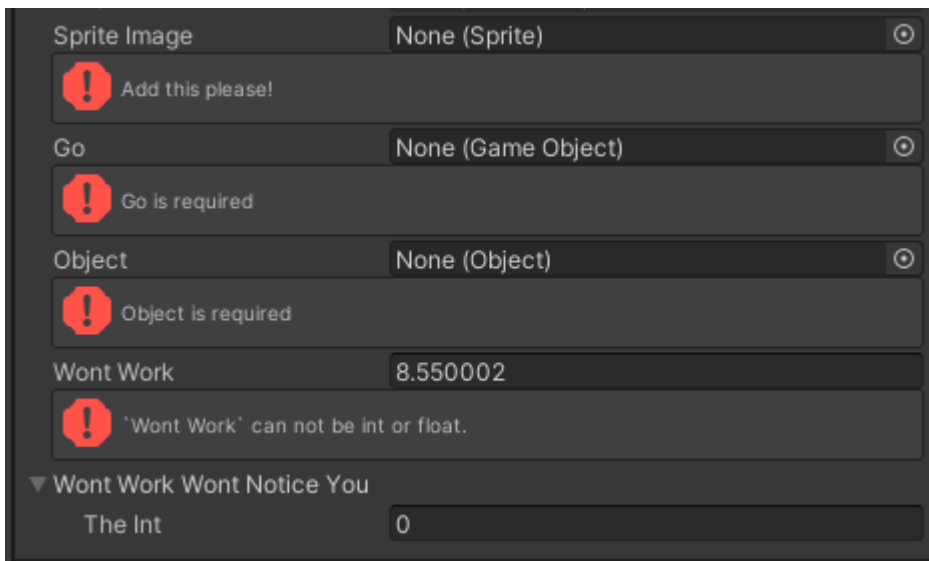 Sprite Image None (Sprite)
Add this please!
Go None (Game Object)
Go is required
Object None (Object)
Object is required
Wont Work 8.550002
`Wont Work` can not be int or float.
Wont Work Wont Notice You
The Int 0